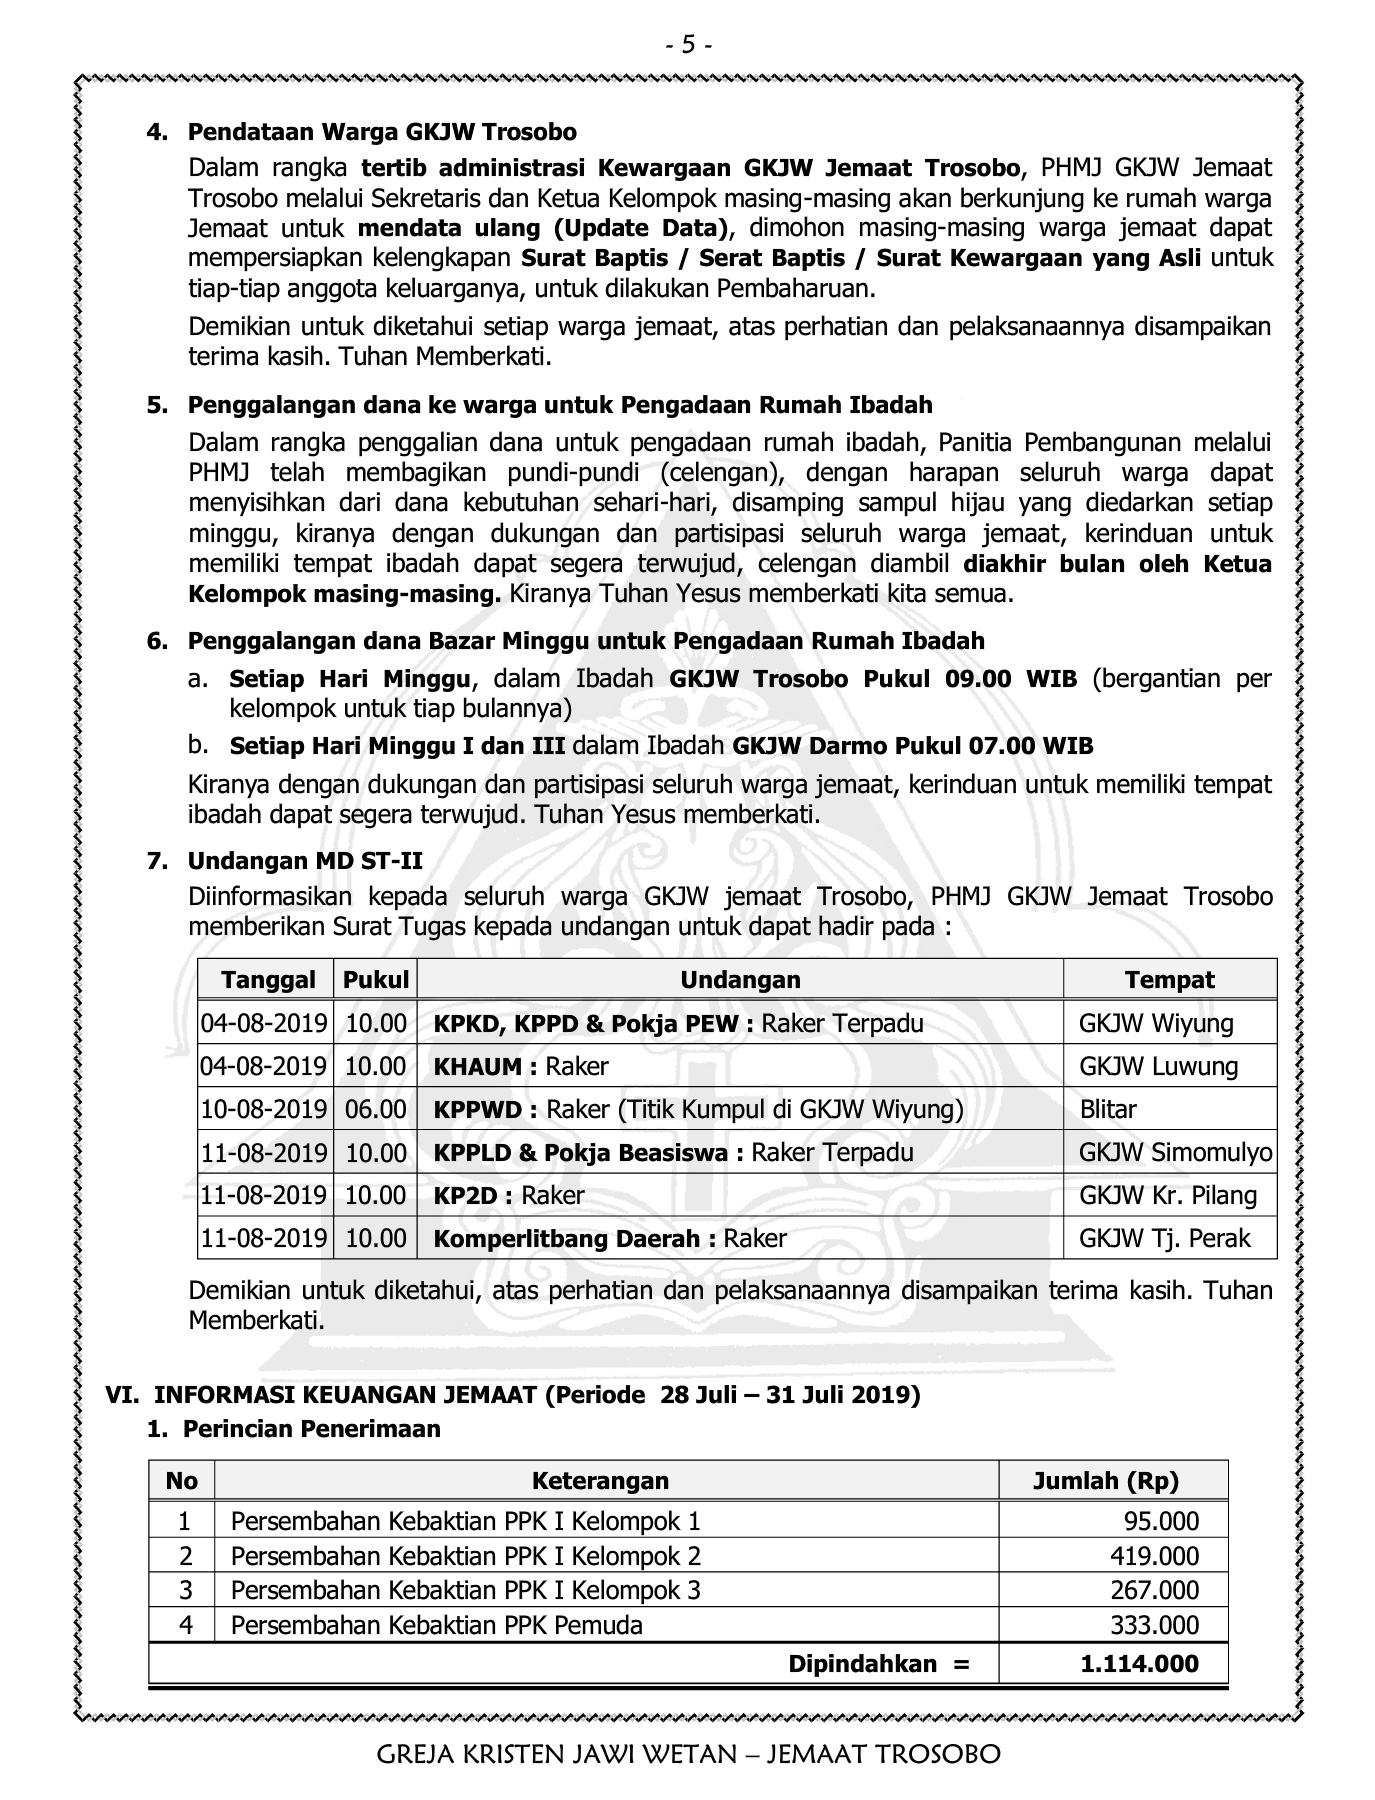 - 5 -
4. Pendataan Warga GKJW Trosobo
Dalam rangka tertib administrasi Kewargaan GKJW Jemaat Trosobo, PHMJ GKJW Jemaat
Trosobo melalui Sekretaris dan Ketua Kelompok masing-masing akan berkunjung ke rumah warga
Jemaat untuk mendata ulang (Update Data), dimohon masing-masing warga jemaat dapat
mempersiapkan kelengkapan Surat Baptis / Serat Baptis / Surat Kewargaan yang Asli untuk
tiap-tiap anggota keluarganya, untuk dilakukan Pembaharuan.
Demikian untuk diketahui setiap warga jemaat, atas perhatian dan pelaksanaannya disampaikan
terima kasih. Tuhan Memberkati.
5. Penggalangan dana ke warga untuk Pengadaan Rumah Ibadah
Dalam rangka penggalian dana untuk pengadaan rumah ibadah, Panitia Pembangunan melalui
PHMJ telah membagikan pundi-pundi (celengan), dengan harapan seluruh warga dapat
menyisihkan dari dana kebutuhan sehari-hari, disamping sampul hijau yang diedarkan setiap
minggu, kiranya dengan dukungan dan partisipasi seluruh warga jemaat, kerinduan untuk
memiliki tempat ibadah dapat segera terwujud, celengan diambil diakhir bulan oleh Ketua
Kelompok masing-masing. Kiranya Tuhan Yesus memberkati kita semua.
6. Penggalangan dana Bazar Minggu untuk Pengadaan Rumah Ibadah
a. Setiap Hari Minggu, dalam Ibadah GKJW Trosobo Pukul 09.00 WIB (bergantian per
kelompok untuk tiap bulannya)
b. Setiap Hari Minggu I dan III dalam Ibadah GKJW Darmo Pukul 07.00 WIB
Kiranya dengan dukungan dan partisipasi seluruh warga jemaat, kerinduan untuk memiliki tempat
ibadah dapat segera terwujud. Tuhan Yesus memberkati.
7. Undangan MD ST-II
Diinformasikan kepada seluruh warga GKJW jemaat Trosobo, PHMJ GKJW Jemaat Trosobo
memberikan Surat Tugas kepada undangan untuk dapat hadir pada :
Tanggal Pukul Undangan Tempat
04-08-2019 10.00 KPKD, KPPD & Pokja PEW : Raker Terpadu GKJW Wiyung
04-08-2019 10.00 KHAUM : Raker GKJW Luwung
10-08-2019 06.00 KPPWD : Raker (Titik Kumpul di GKJW Wiyung) Blitar
11-08-2019 10.00 KPPLD & Pokja Beasiswa : Raker Terpadu GKJW Simomulyo
11-08-2019 10.00 KP2D : Raker GKJW Kr. Pilang
11-08-2019 10.00 Komperlitbang Daerah : Raker GKJW Tj. Perak
Demikian untuk diketahui, atas perhatian dan pelaksanaannya disampaikan terima kasih. Tuhan
Memberkati.
VI. INFORMASI KEUANGAN JEMAAT (Periode 28 Juli – 31 Juli 2019)
1. Perincian Penerimaan
No Keterangan Jumlah (Rp)
1 Persembahan Kebaktian PPK I Kelompok 1 95.000
2 Persembahan Kebaktian PPK I Kelompok 2 419.000
3 Persembahan Kebaktian PPK I Kelompok 3 267.000
4 Persembahan Kebaktian PPK Pemuda 333.000
Dipindahkan = 1.114.000
GREJA KRISTEN JAWI WETAN – JEMAAT TROSOBO